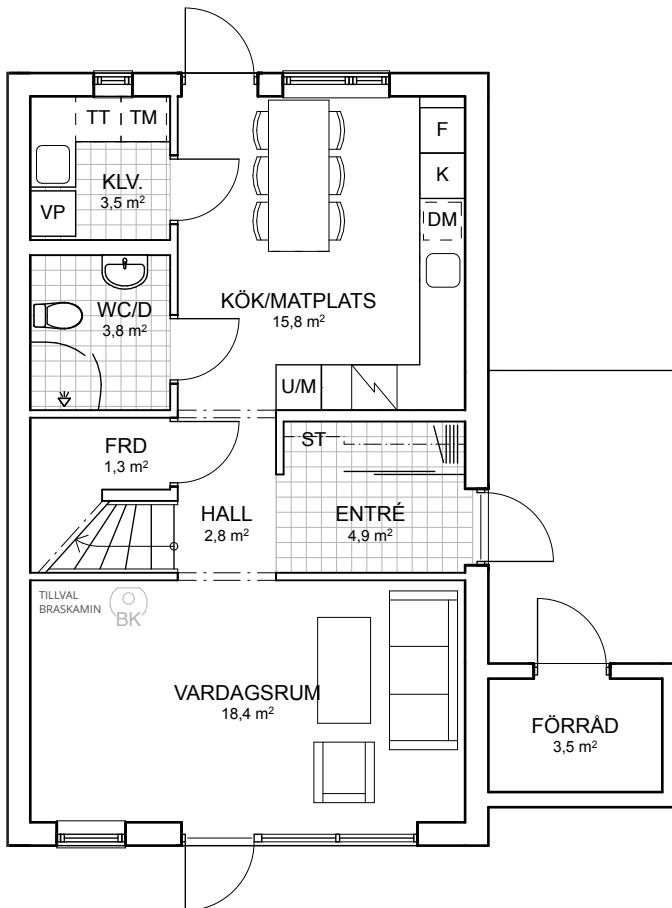 TT TM
F
KLV.
3,5 m²
K
VP
DM
WC/D
3,8 m²
KÖK/MATPLATS
15,8 m²
U/M
FRD
1,3 m²
ST
HALL
2,8 m²
ENTRÉ
4,9 m²
TILLVAL
BRASKAMIN
BK
VARDAGSRUM
18,4 m²
FÖRRÅD
3,5 m²